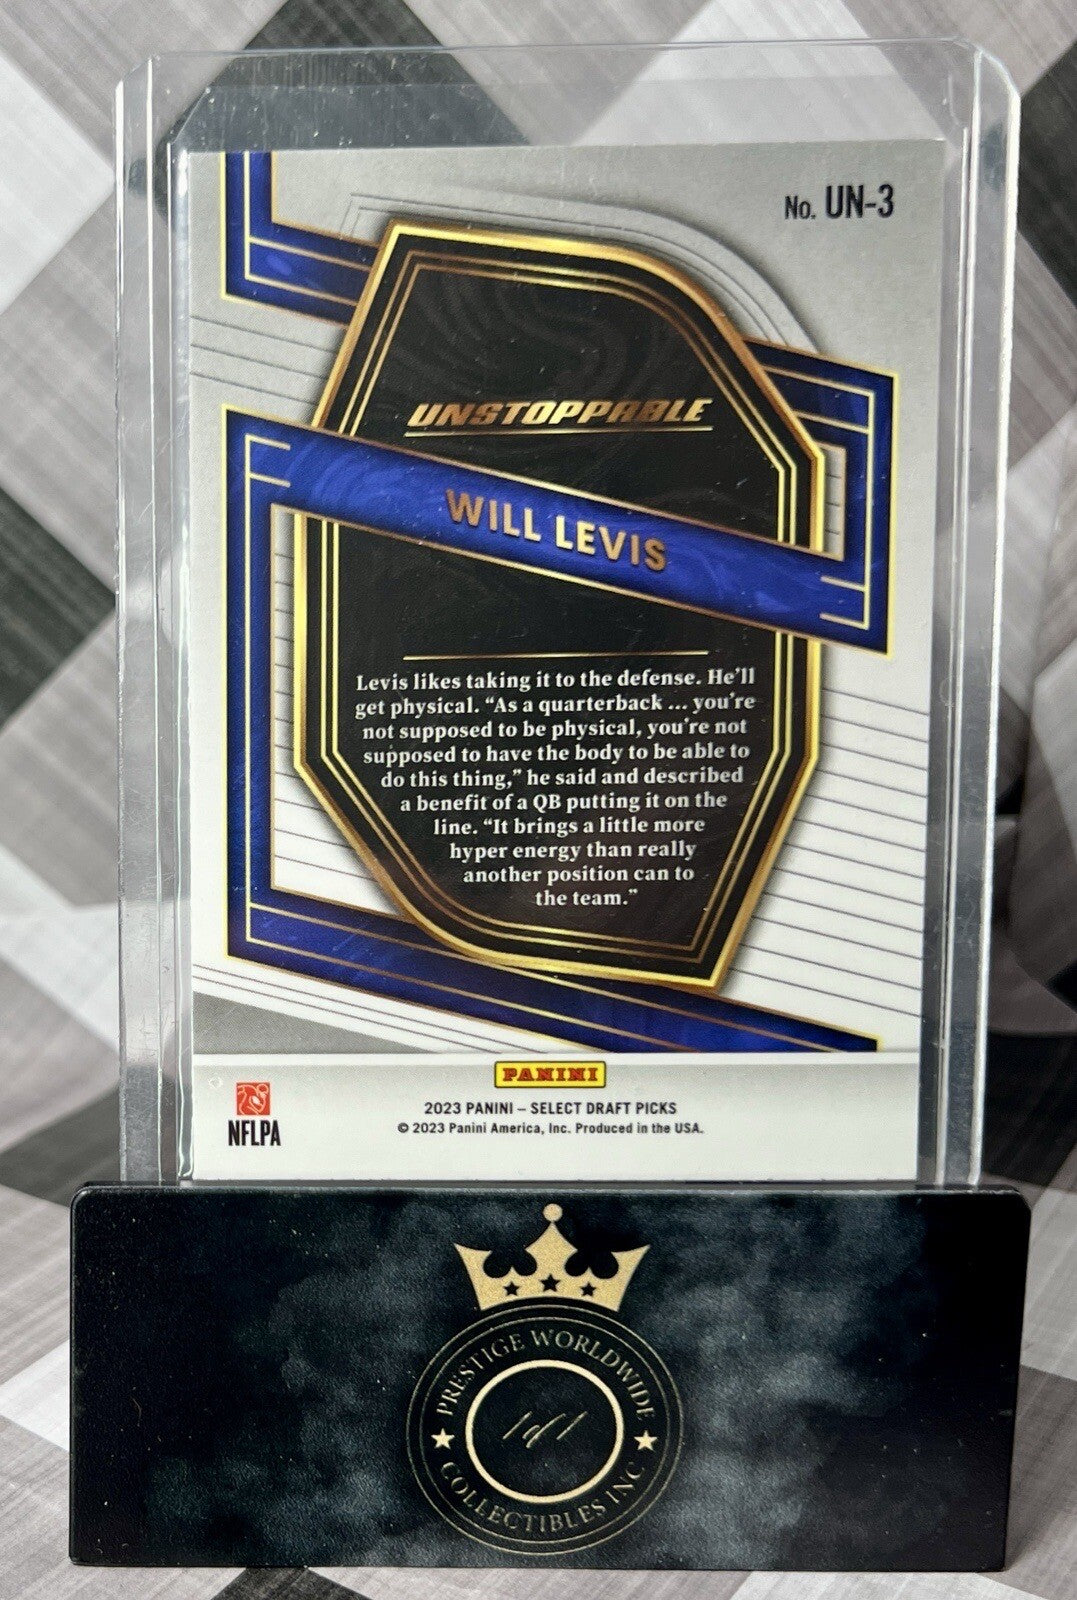 No. UN-3
UNSTOPPABLE
WILL LEVIS
Levis likes taking it to the defense. He'll
get physical. “As a quarterback ... you're
not supposed to be physical, you're not
supposed to have the body to be able to
do this thing,” he said and described
a benefit of a QB putting it on the
line. “It brings a little more
hyper energy than really
another position can to
the team.”
PANINI
2023 PANINI – SELECT DRAFT PICKS
© 2023 Panini America, Inc. Produced in the USA.
NFLPA
PRESTIGE WORLDWIDE
1of1
COLLECTIBLES INC